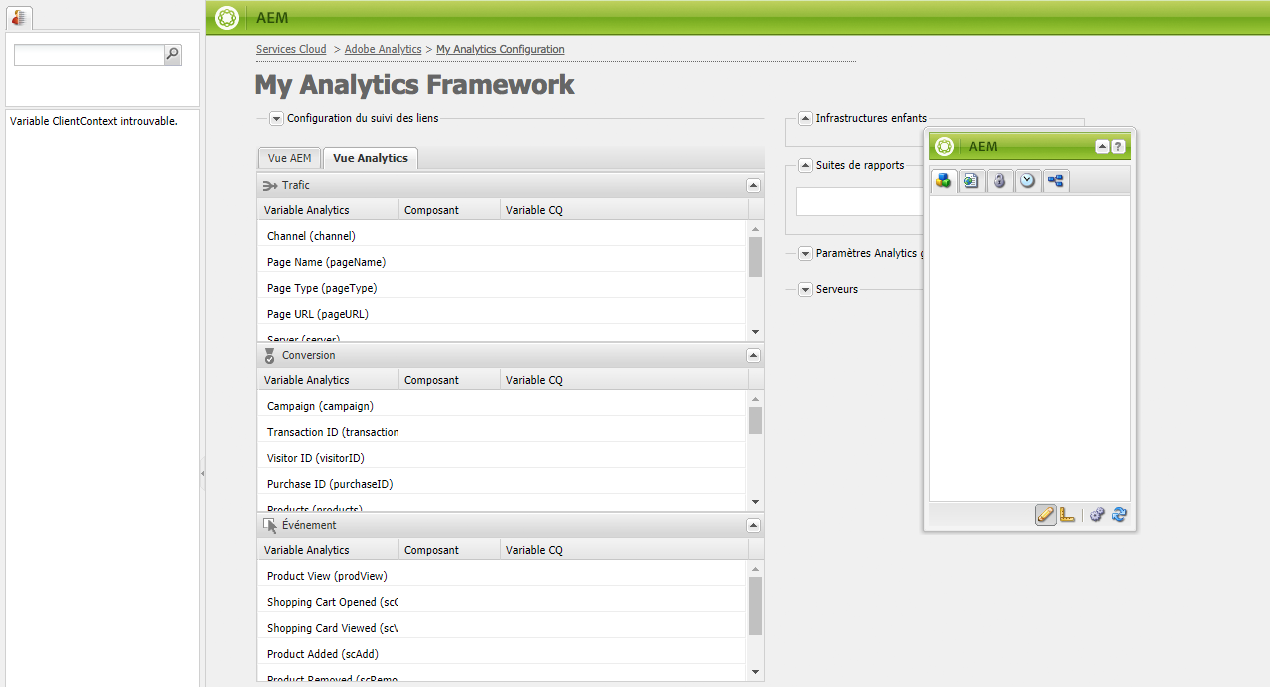 AEM
Services Cloud > Adobe Analytics > My Analytics Configuration
My Analytics Framework
Variable ClientContext introuvable.
Configuration du suivi des liens
Vue AEM Vue Analytics
Trafic
Variable Analytics Composant Variable CQ
Channel (channel)
Page Name (pageName)
Page Type (pageType)
Page URL (pageURL)
Server (server)
Conversion
Variable Analytics Composant Variable CQ
Campaign (campaign)
Transaction ID (transaction
Visitor ID (visitorID)
Purchase ID (purchaseID)
Products (products)
Événement
Variable Analytics Composant Variable CQ
Product View (prodView)
Shopping Cart Opened (scO
Shopping Card Viewed (scV
Product Added (scAdd)
Product Removed (scRemo
Infrastructures enfants
Suites de rapports
Paramètres Analytics g
Serveurs
AEM
?